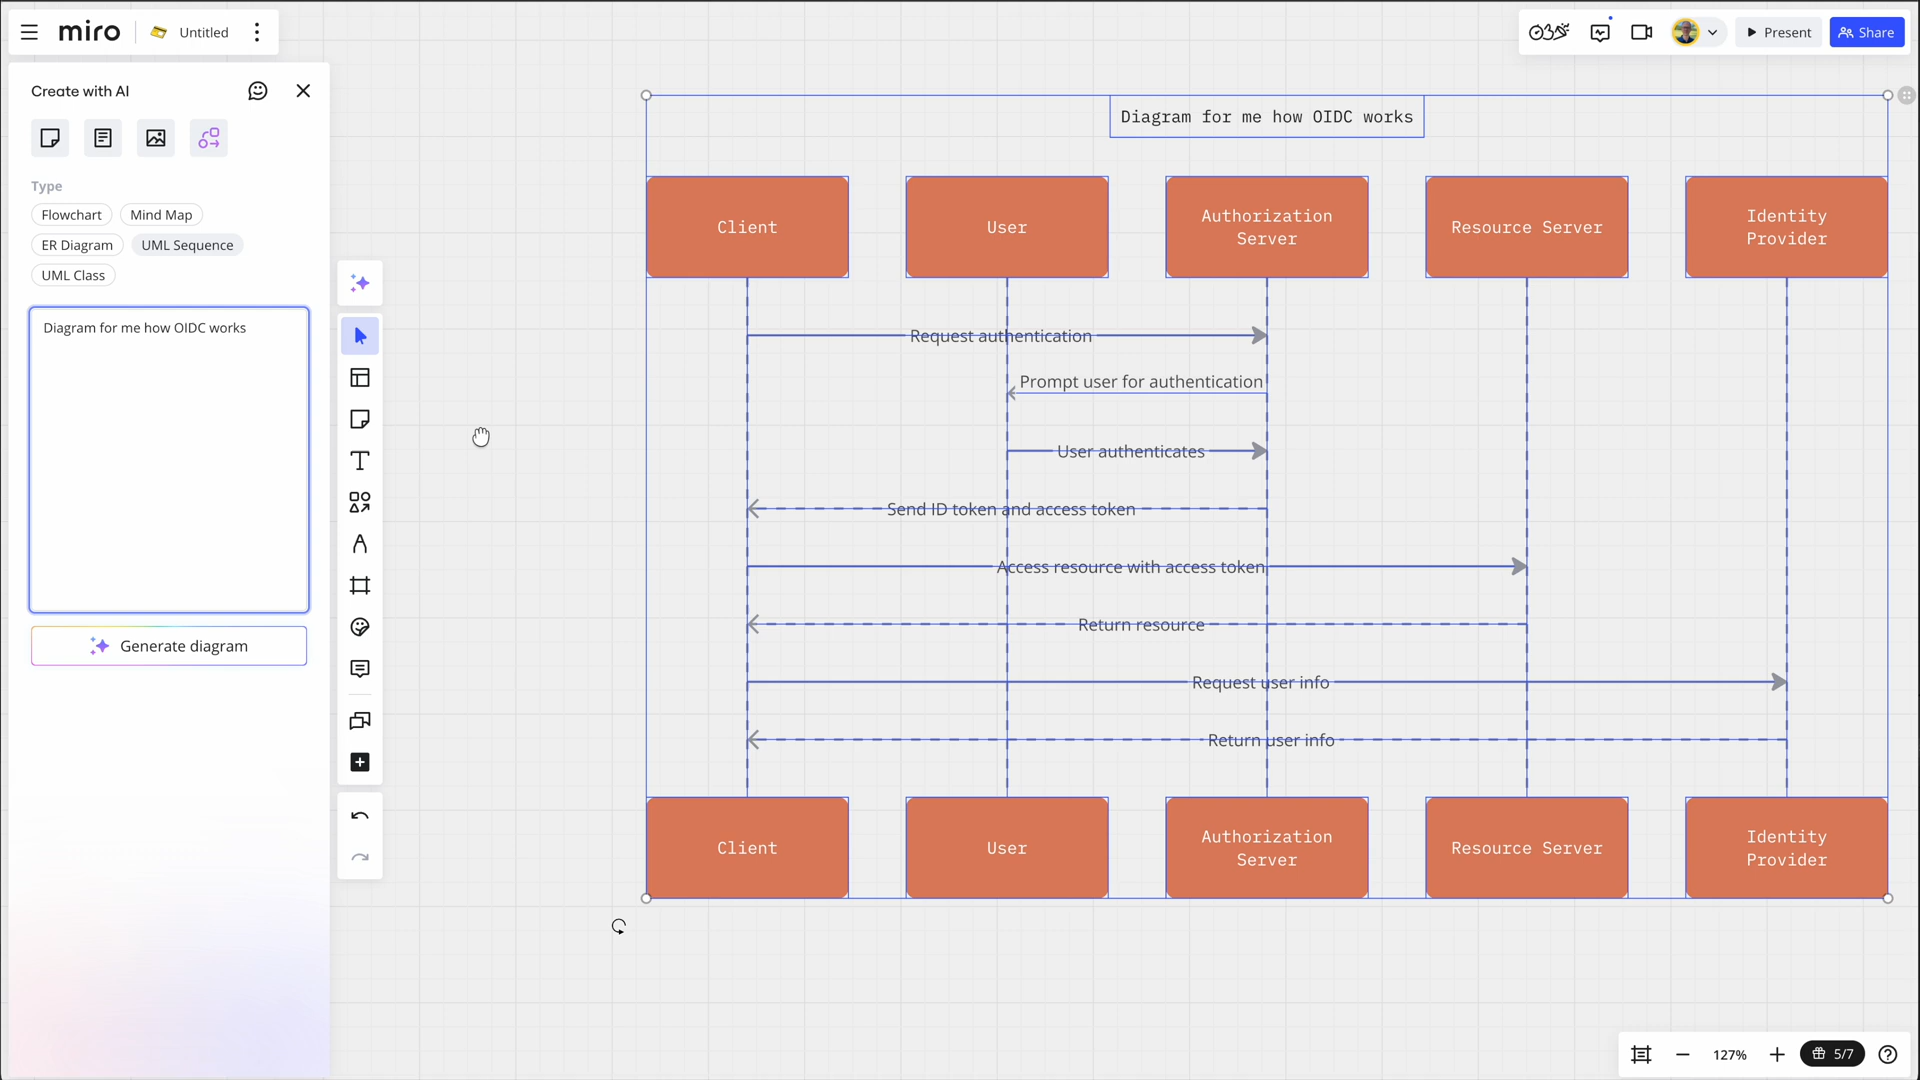 miro
Untitled
Present
Share
Create with AI
Type
Flowchart
Mind Map
ER Diagram
UML Sequence
UML Class
Diagram for me how OIDC works
Generate diagram
Diagram for me how OIDC works
Client
User
Authorization
Server
Resource Server
Identity
Provider
Request authentication
Prompt user for authentication
User authenticates
Send ID token and access token
Access resource with access token
Return resource
Request user info
Return user info
Client
User
Authorization
Server
Resource Server
Identity
Provider
127%
5/7